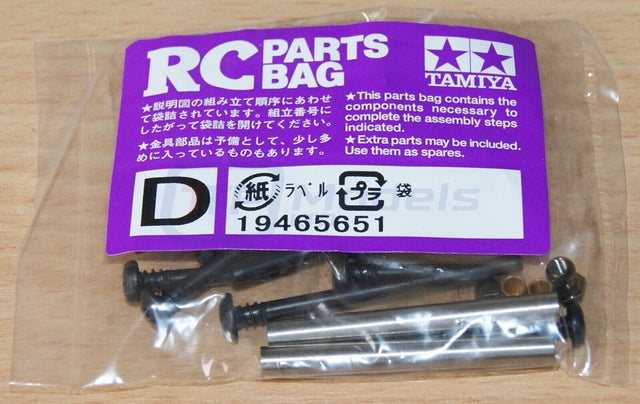 RC PARTS BAG
TAMIYA
★説明図の組み立て順序にあわせ
て袋詰されています。組立番号に
したがって袋詰を開けてください。
★金具部品は予備として、少し多
めに入っているものもあります。
★This parts bag contains the
components necessary to
complete the assembly steps
indicated.
★Extra parts may be included.
Use them as spares.
D
紙 ラベル プラ 袋
19465651